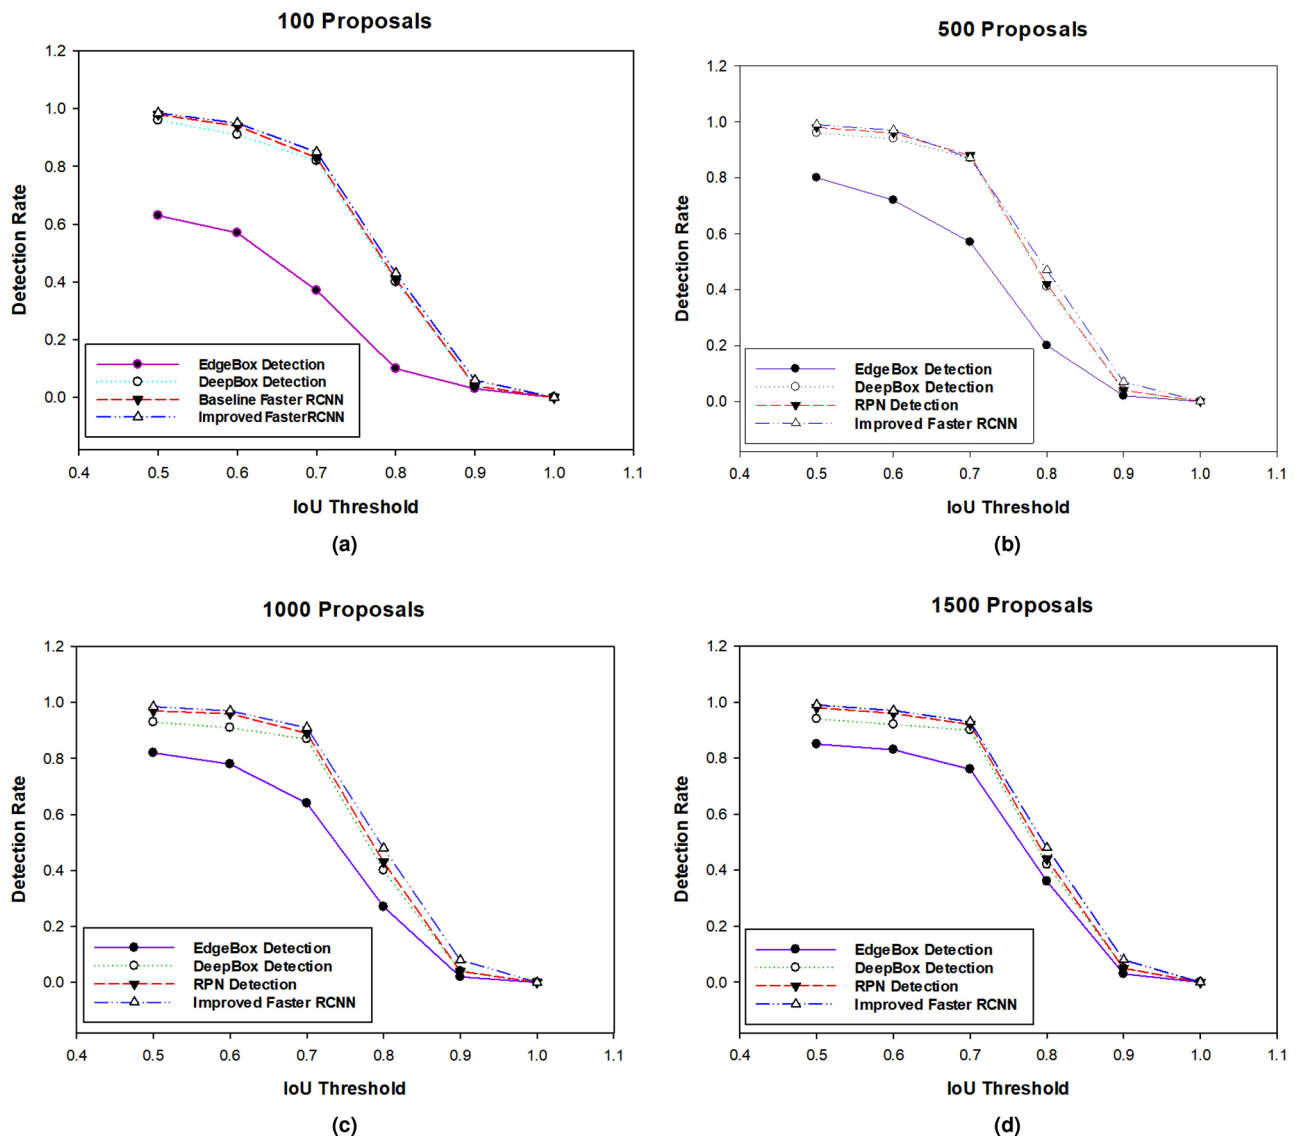 100 Proposals
1.2
1.0
0.8
0.6
0.4
0.2
0.0
Detection Rate
EdgeBox Detection
DeepBox Detection
Baseline Faster RCNN
Improved FasterRCNN
0.4 0.5 0.6 0.7 0.8 0.9 1.0 1.1
IoU Threshold
(a)
500 Proposals
1.2
1.0
0.8
0.6
0.4
0.2
0.0
Detection Rate
EdgeBox Detection
DeepBox Detection
RPN Detection
Improved Faster RCNN
0.4 0.5 0.6 0.7 0.8 0.9 1.0 1.1
IoU Threshold
(b)
1000 Proposals
1.2
1.0
0.8
0.6
0.4
0.2
0.0
Detection Rate
EdgeBox Detection
DeepBox Detection
RPN Detection
Improved Faster RCNN
0.4 0.5 0.6 0.7 0.8 0.9 1.0 1.1
IoU Threshold
(c)
1500 Proposals
1.2
1.0
0.8
0.6
0.4
0.2
0.0
Detection Rate
EdgeBox Detection
DeepBox Detection
RPN Detection
Improved Faster RCNN
0.4 0.5 0.6 0.7 0.8 0.9 1.0 1.1
IoU Threshold
(d)